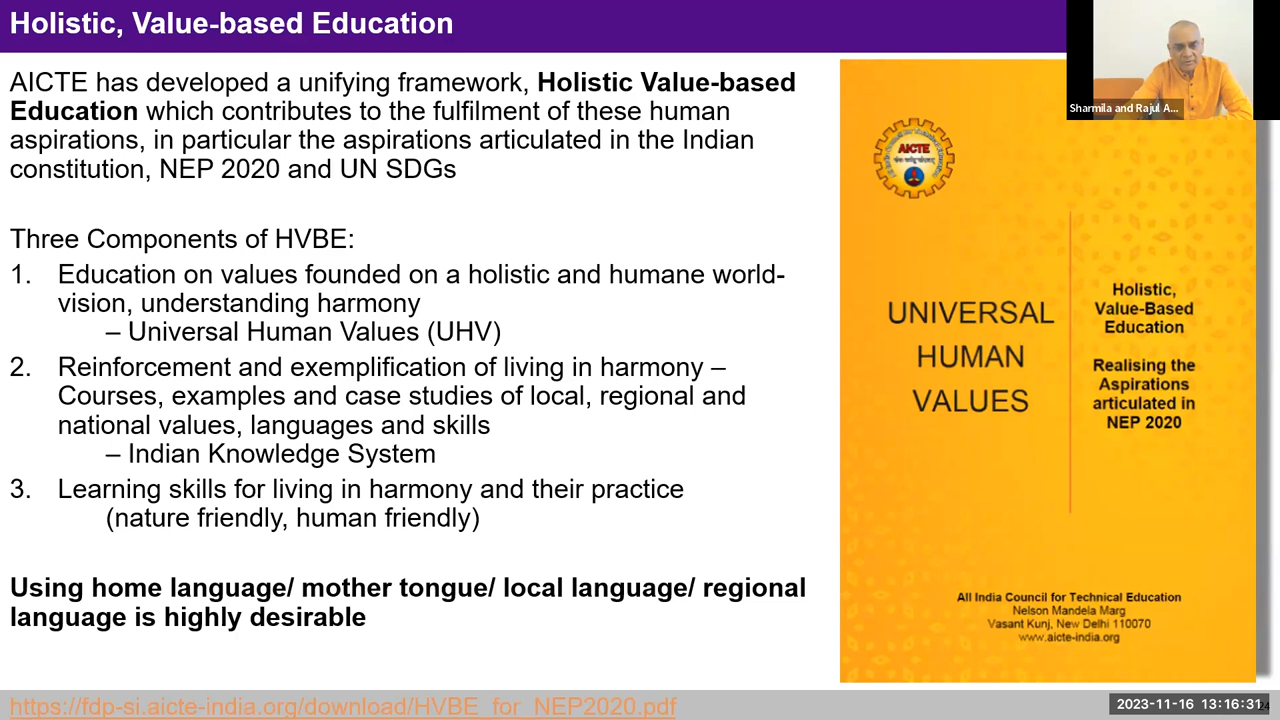 Holistic, Value-based Education
AICTE has developed a unifying framework, Holistic Value-based
Education which contributes to the fulfilment of these human
aspirations, in particular the aspirations articulated in the Indian
constitution, NEP 2020 and UN SDGs
Three Components of HVBE:
1. Education on values founded on a holistic and humane world-
vision, understanding harmony
– Universal Human Values (UHV)
2. Reinforcement and exemplification of living in harmony –
Courses, examples and case studies of local, regional and
national values, languages and skills
– Indian Knowledge System
3. Learning skills for living in harmony and their practice
(nature friendly, human friendly)
Using home language/ mother tongue/ local language/ regional
language is highly desirable
https://fdp-si.aicte-india.org/download/HVBE_for_NEP2020.pdf
Sharmila and Rajul A...
AICTE
UNIVERSAL
HUMAN
VALUES
Holistic,
Value-Based
Education
Realising the
Aspirations
articulated in
NEP 2020
All India Council for Technical Education
Nelson Mandela Marg
Vasant Kunj, New Delhi 110070
www.aicte-india.org
2023-11-16 13:16:31